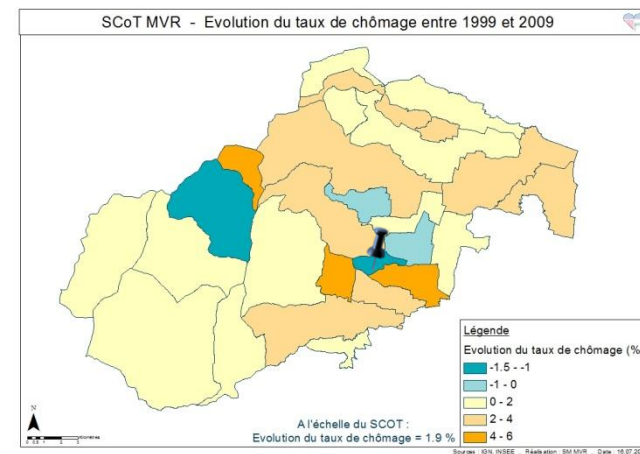 SCoT MVR - Evolution du taux de chômage entre 1999 et 2009
Légende
Evolution du taux de chômage (%
-1.5 - -1
-1 - 0
0 - 2
2 - 4
4 - 6
N
A l'échelle du SCOT :
Evolution du taux de chômage = 1.9 %
Sources : IGN, INSEE Réalisation : SM MVR Date : 16.07.20